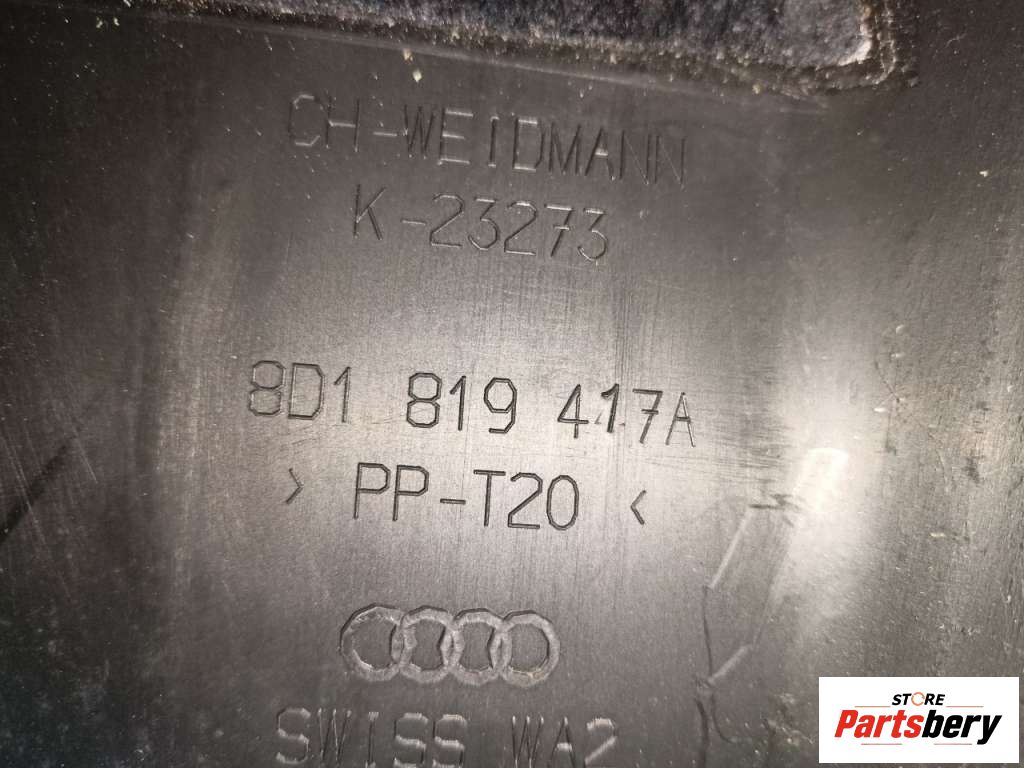 CH-WEIDMANN
K-23273
8D1 819 417A
> PP-T20 <
SWISS WA2
STORE
Partsbery